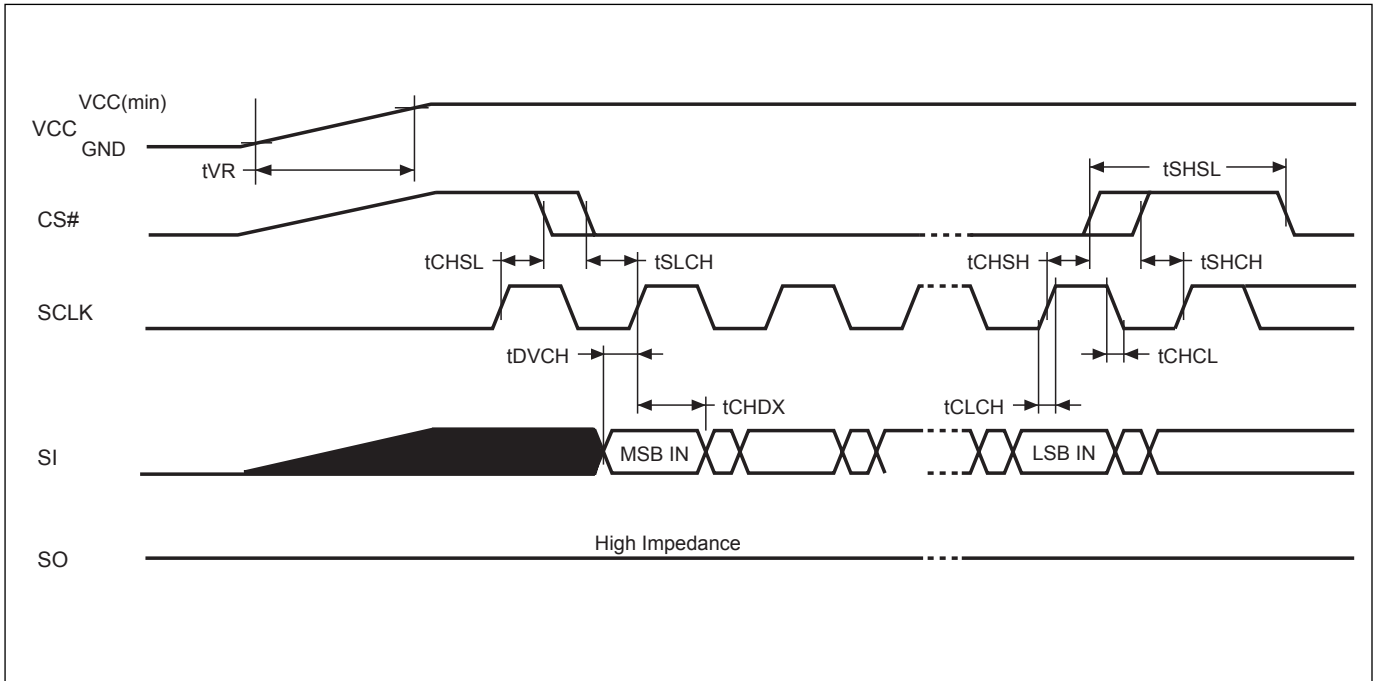 VCC(min)
VCC
GND
tVR
tSHSL
CS#
tCHSL
tSLCH
tCHSH
tSHCH
SCLK
tDVCH
tCHCL
tCHDX
tCLCH
SI
MSB IN
LSB IN
High Impedance
SO